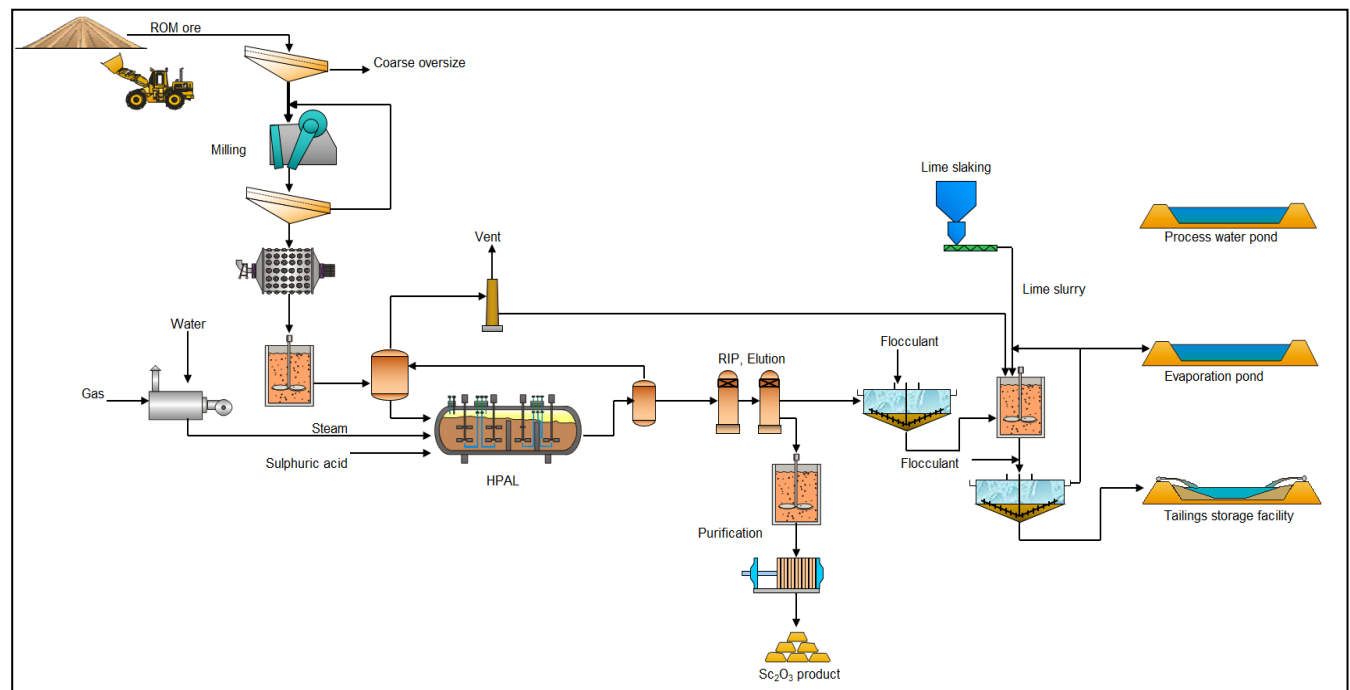 ROM ore
Coarse oversize
Milling
Lime slaking
Process water pond
Vent
Lime slurry
Water
Flocculant
RIP, Elution
Evaporation pond
Gas
Steam
Sulphuric acid
Flocculant
HPAL
Tailings storage facility
Purification
Sc₂O₃ product